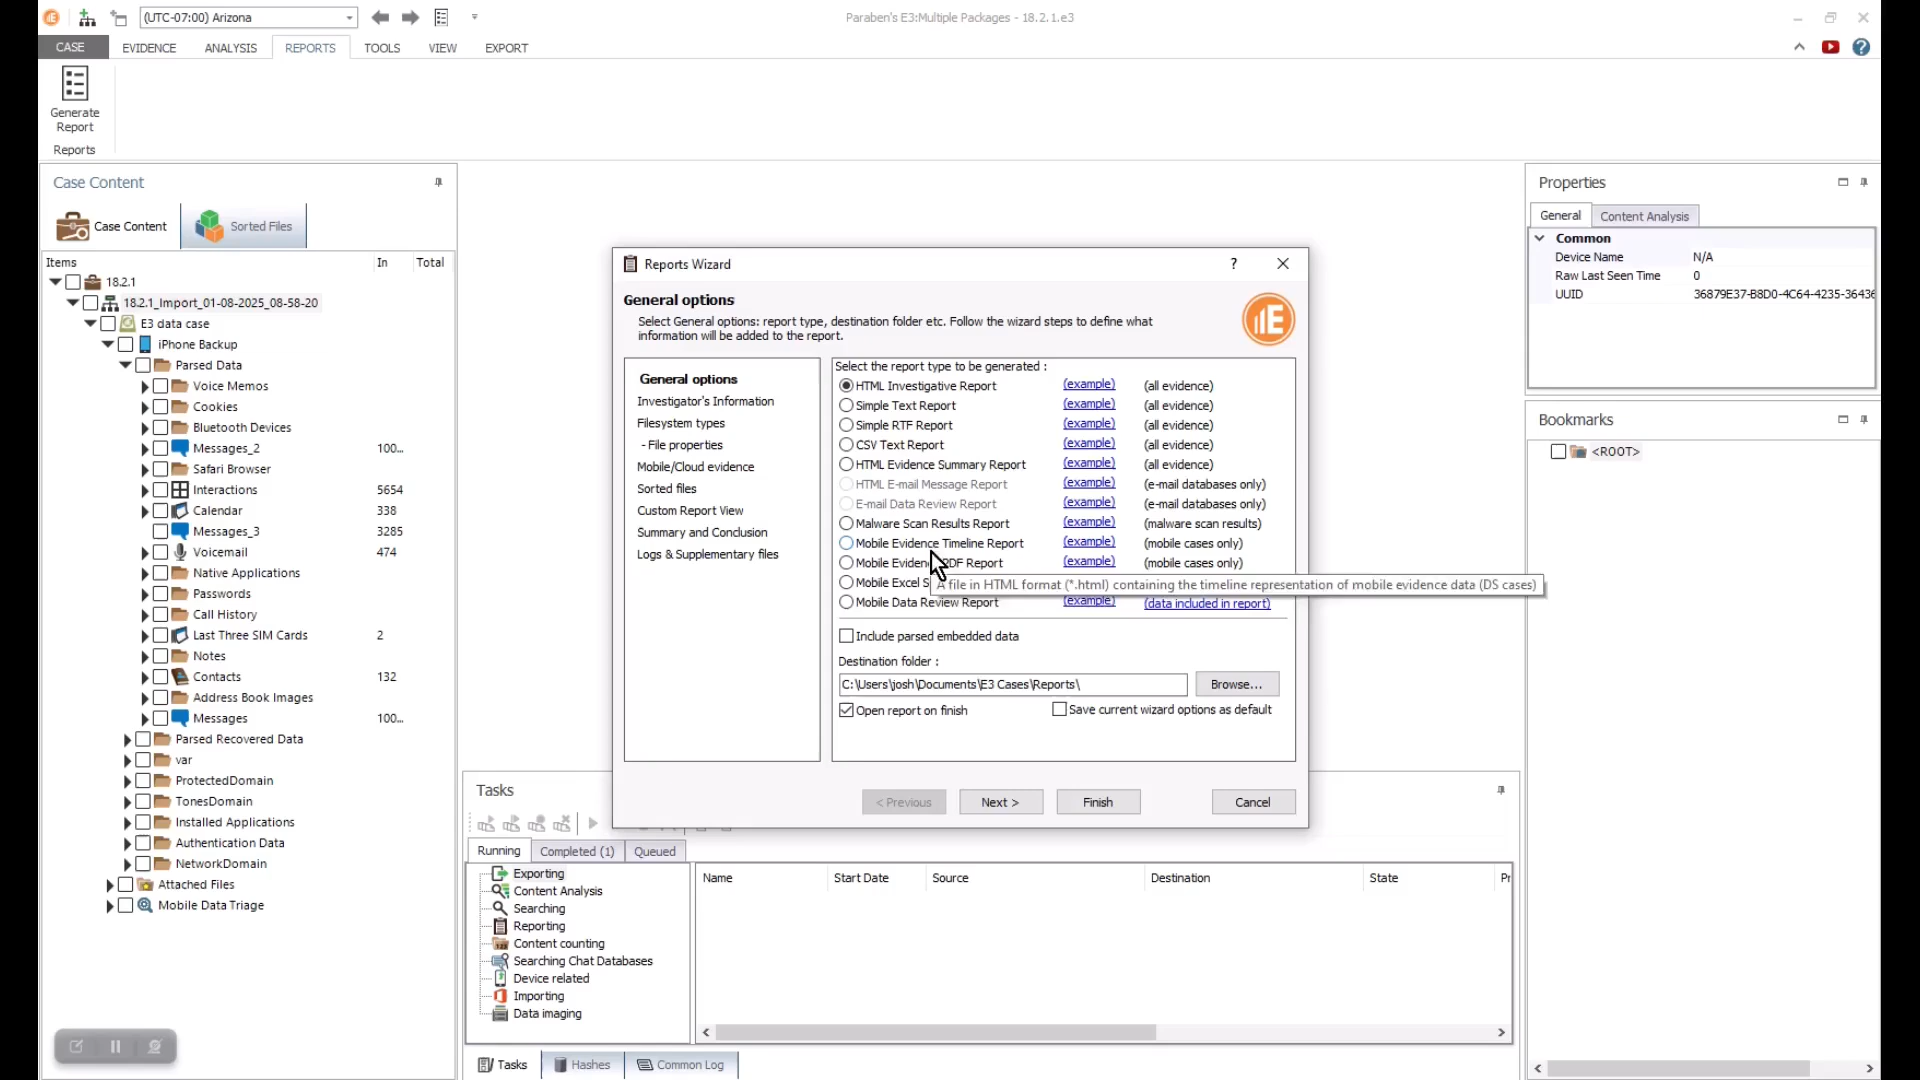 (UTC-07:00) Arizona
Paraben's E3:Multiple Packages - 18.2.1.e3
CASE EVIDENCE ANALYSIS REPORTS TOOLS VIEW EXPORT
Generate
Report
Reports
Case Content
Case Content Sorted Files
Items In Total
18.2.1
18.2.1_Import_01-08-2025_08-58-20
E3 data case
iPhone Backup
Parsed Data
Voice Memos
Cookies
Bluetooth Devices
Messages_2 100...
Safari Browser
Interactions 5654
Calendar 338
Messages_3 3285
Voicemail 474
Native Applications
Passwords
Call History
Last Three SIM Cards 2
Notes
Contacts 132
Address Book Images
Messages 100...
Parsed Recovered Data
var
ProtectedDomain
TonesDomain
Installed Applications
Authentication Data
NetworkDomain
Attached Files
Mobile Data Triage
Reports Wizard ?
General options
Select General options: report type, destination folder etc. Follow the wizard steps to define what
information will be added to the report.
General options
Investigator's Information
Filesystem types
- File properties
Mobile/Cloud evidence
Sorted files
Custom Report View
Summary and Conclusion
Logs & Supplementary files
Select the report type to be generated :
HTML Investigative Report (example) (all evidence)
Simple Text Report (example) (all evidence)
Simple RTF Report (example) (all evidence)
CSV Text Report (example) (all evidence)
HTML Evidence Summary Report (example) (all evidence)
HTML E-mail Message Report (example) (e-mail databases only)
E-mail Data Review Report (example) (e-mail databases only)
Malware Scan Results Report (example) (malware scan results)
Mobile Evidence Timeline Report (example) (mobile cases only)
Mobile Eviden PDF Report (example) (mobile cases only)
Mobile Excel S
A file in HTML format (*.html) containing the timeline representation of mobile evidence data (DS cases)
Mobile Data Review Report (example) (data included in report)
Include parsed embedded data
Destination folder :
C:\Users\josh\Documents\E3 Cases\Reports\ Browse...
Open report on finish Save current wizard options as default
< Previous Next > Finish Cancel
Tasks
Running Completed (1) Queued
Exporting
Content Analysis
Searching
Reporting
Content counting
Searching Chat Databases
Device related
Importing
Data imaging
Name Start Date Source Destination State Pr
Tasks Hashes Common Log
Properties
General Content Analysis
Common
Device Name N/A
Raw Last Seen Time 0
UUID 36879E37-B8D0-4C64-4235-36436
Bookmarks
<ROOT>